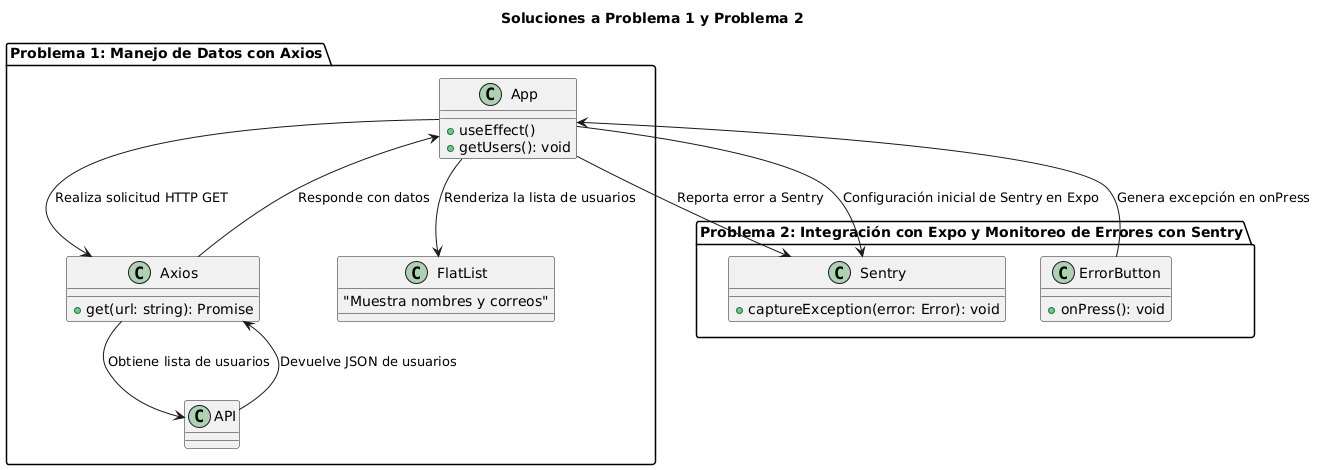 Soluciones a Problema 1 y Problema 2
Problema 1: Manejo de Datos con Axios
C App
useEffect()
getUsers(): void
Realiza solicitud HTTP GET
Responde con datos
Renderiza la lista de usuarios
Reporta error a Sentry
Configuración inicial de Sentry en Expo
Genera excepción en onPress
Problema 2: Integración con Expo y Monitoreo de Errores con Sentry
C Axios
get(url: string): Promise
C FlatList
"Muestra nombres y correos"
C Sentry
captureException(error: Error): void
C ErrorButton
onPress(): void
Obtiene lista de usuarios
Devuelve JSON de usuarios
C API